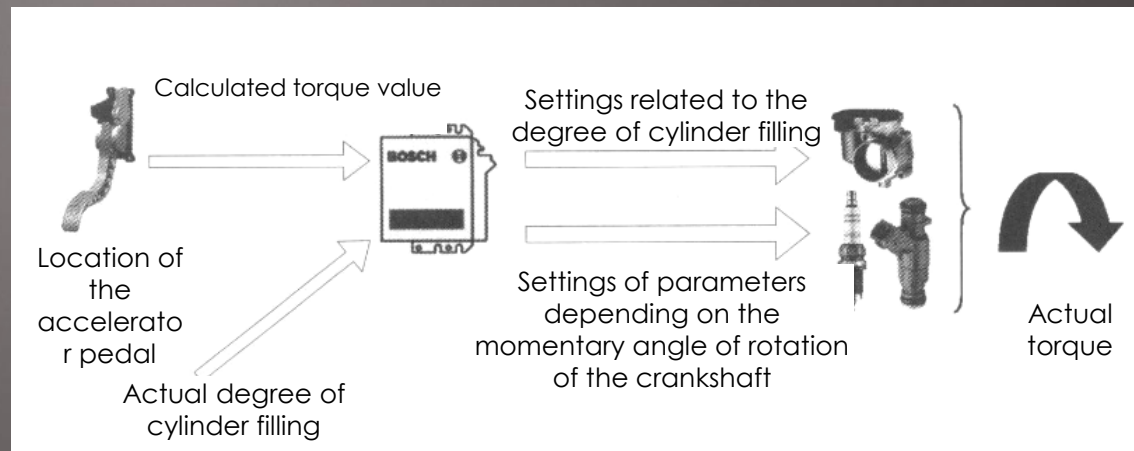 Calculated torque value
Settings related to the
degree of cylinder filling
BOSCH
Location of
the
accelerato
r pedal
Settings of parameters
depending on the
momentary angle of rotation
of the crankshaft
Actual
torque
Actual degree of
cylinder filling